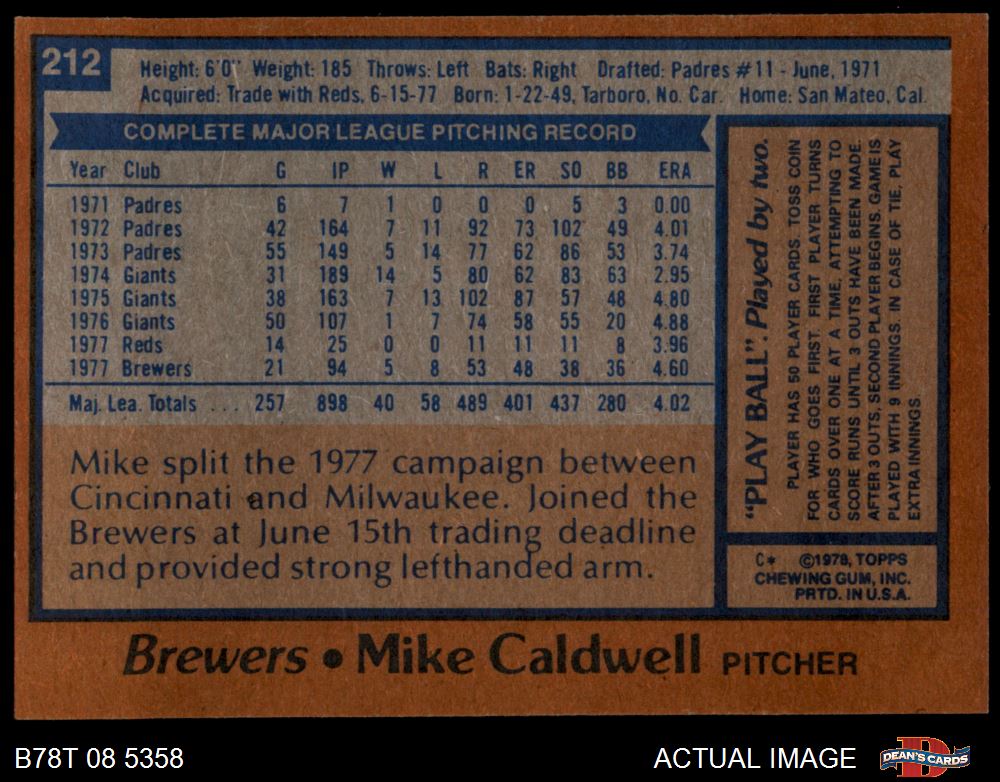 212
Height: 6'0" Weight: 185 Throws: Left Bats: Right Drafted: Padres #11 - June, 1971
Acquired: Trade with Reds, 6-15-77 Born: 1-22-49, Tarboro, No. Car. Home: San Mateo, Cal.
COMPLETE MAJOR LEAGUE PITCHING RECORD
Year Club G IP W L R ER SO BB ERA
1971 Padres 6 7 1 0 0 0 5 3 0.00
1972 Padres 42 164 7 11 92 73 102 49 4.01
1973 Padres 55 149 5 14 77 62 86 53 3.74
1974 Giants 31 189 14 5 80 62 83 63 2.95
1975 Giants 38 163 7 13 102 87 57 48 4.80
1976 Giants 50 107 1 7 74 58 55 20 4.88
1977 Reds 14 25 0 0 11 11 11 8 3.96
1977 Brewers 21 94 5 8 53 48 38 36 4.60
Maj. Lea. Totals ... 257 898 40 58 489 401 437 280 4.02
Mike split the 1977 campaign between
Cincinnati and Milwaukee. Joined the
Brewers at June 15th trading deadline
and provided strong lefthanded arm.
"PLAY BALL". Played by two.
PLAYER HAS 50 PLAYER CARDS. TOSS COIN
FOR WHO GOES FIRST. FIRST PLAYER TURNS
CARDS OVER ONE AT A TIME, ATTEMPTING TO
SCORE RUNS UNTIL 3 OUTS HAVE BEEN MADE.
AFTER 3 OUTS, SECOND PLAYER BEGINS. GAME IS
PLAYED WITH 9 INNINGS. IN CASE OF TIE, PLAY
EXTRA INNINGS.
C* ©1978, TOPPS
CHEWING GUM, INC.
PRTD. IN U.S.A.
Brewers • Mike Caldwell PITCHER
B78T 08 5358
ACTUAL IMAGE
DEAN'S CARDS